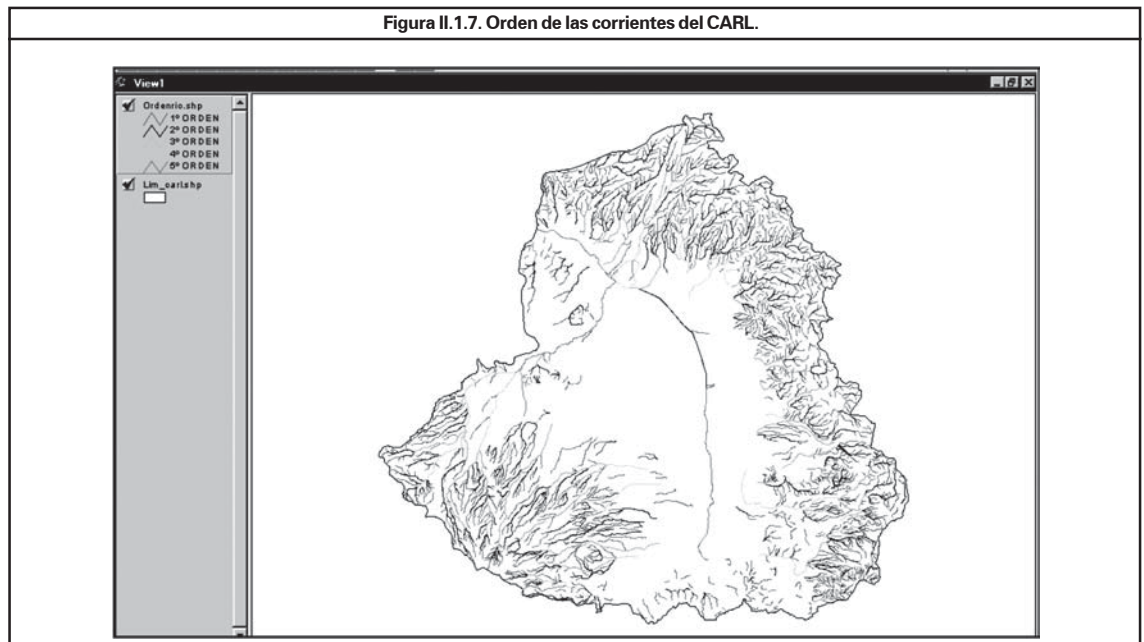 Figura II.1.7. Orden de las corrientes del CARL.
View1
Ordenrio.shp
1º ORDEN
2º ORDEN
3º ORDEN
4º ORDEN
5º ORDEN
Lim_carl.shp